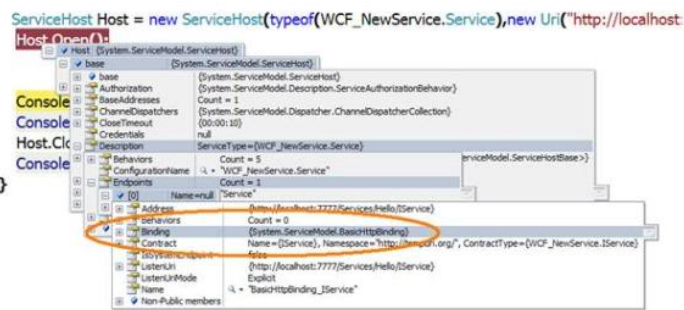 ServiceHost Host = new ServiceHost(typeof(WCF_NewService.Service),new Uri("http://localhost:
Host.Open();
Host {System.ServiceModel.ServiceHost}
base {System.ServiceModel.ServiceHost}
base {System.ServiceModel.ServiceHost}
Authorization {System.ServiceModel.Description.ServiceAuthorizationBehavior}
Console BaseAddresses Count = 1
ChannelDispatchers {System.ServiceModel.Dispatcher.ChannelDispatcherCollection}
Console CloseTimeout {00:00:10}
Credentials null
Host.Clo Description ServiceType={WCF_NewService.Service}
Console Behaviors Count = 5 erviceModel.ServiceHostBase>}
ConfigurationName "WCF_NewService.Service"
} Endpoints Count = 1
[0] Name=null "Service"
Address {http://localhost:7777/Services/Hello/IService}
Behaviors Count = 0
Binding {System.ServiceModel.BasicHttpBinding}
Contract Name={IService}, Namespace="http://tempuri.org/", ContractType={WCF_NewService.IService}
IsSystemEndpoint false
ListenUri {http://localhost:7777/Services/Hello/IService}
ListenUriMode Explicit
Name "BasicHttpBinding_IService"
Non-Public members